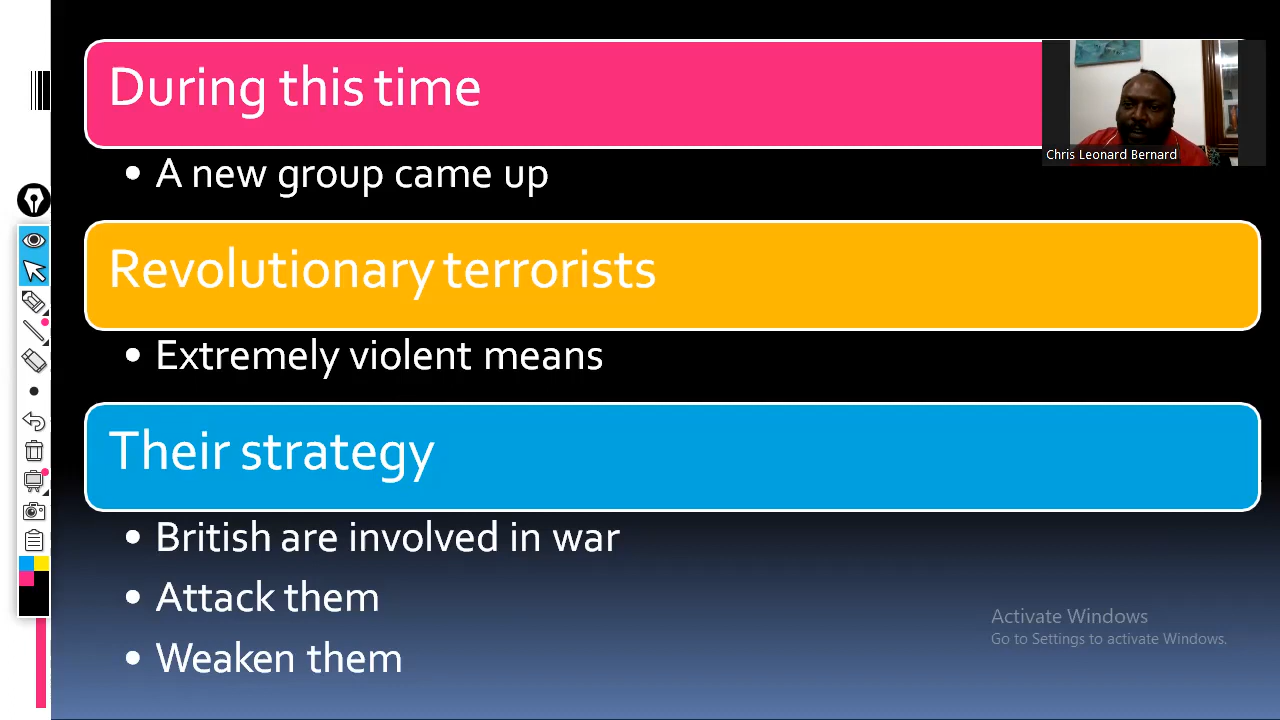 During this time
Chris Leonard Bernard
• A new group came up
Revolutionary terrorists
• Extremely violent means
Their strategy
• British are involved in war
• Attack them
• Weaken them
Activate Windows
Go to Settings to activate Windows.